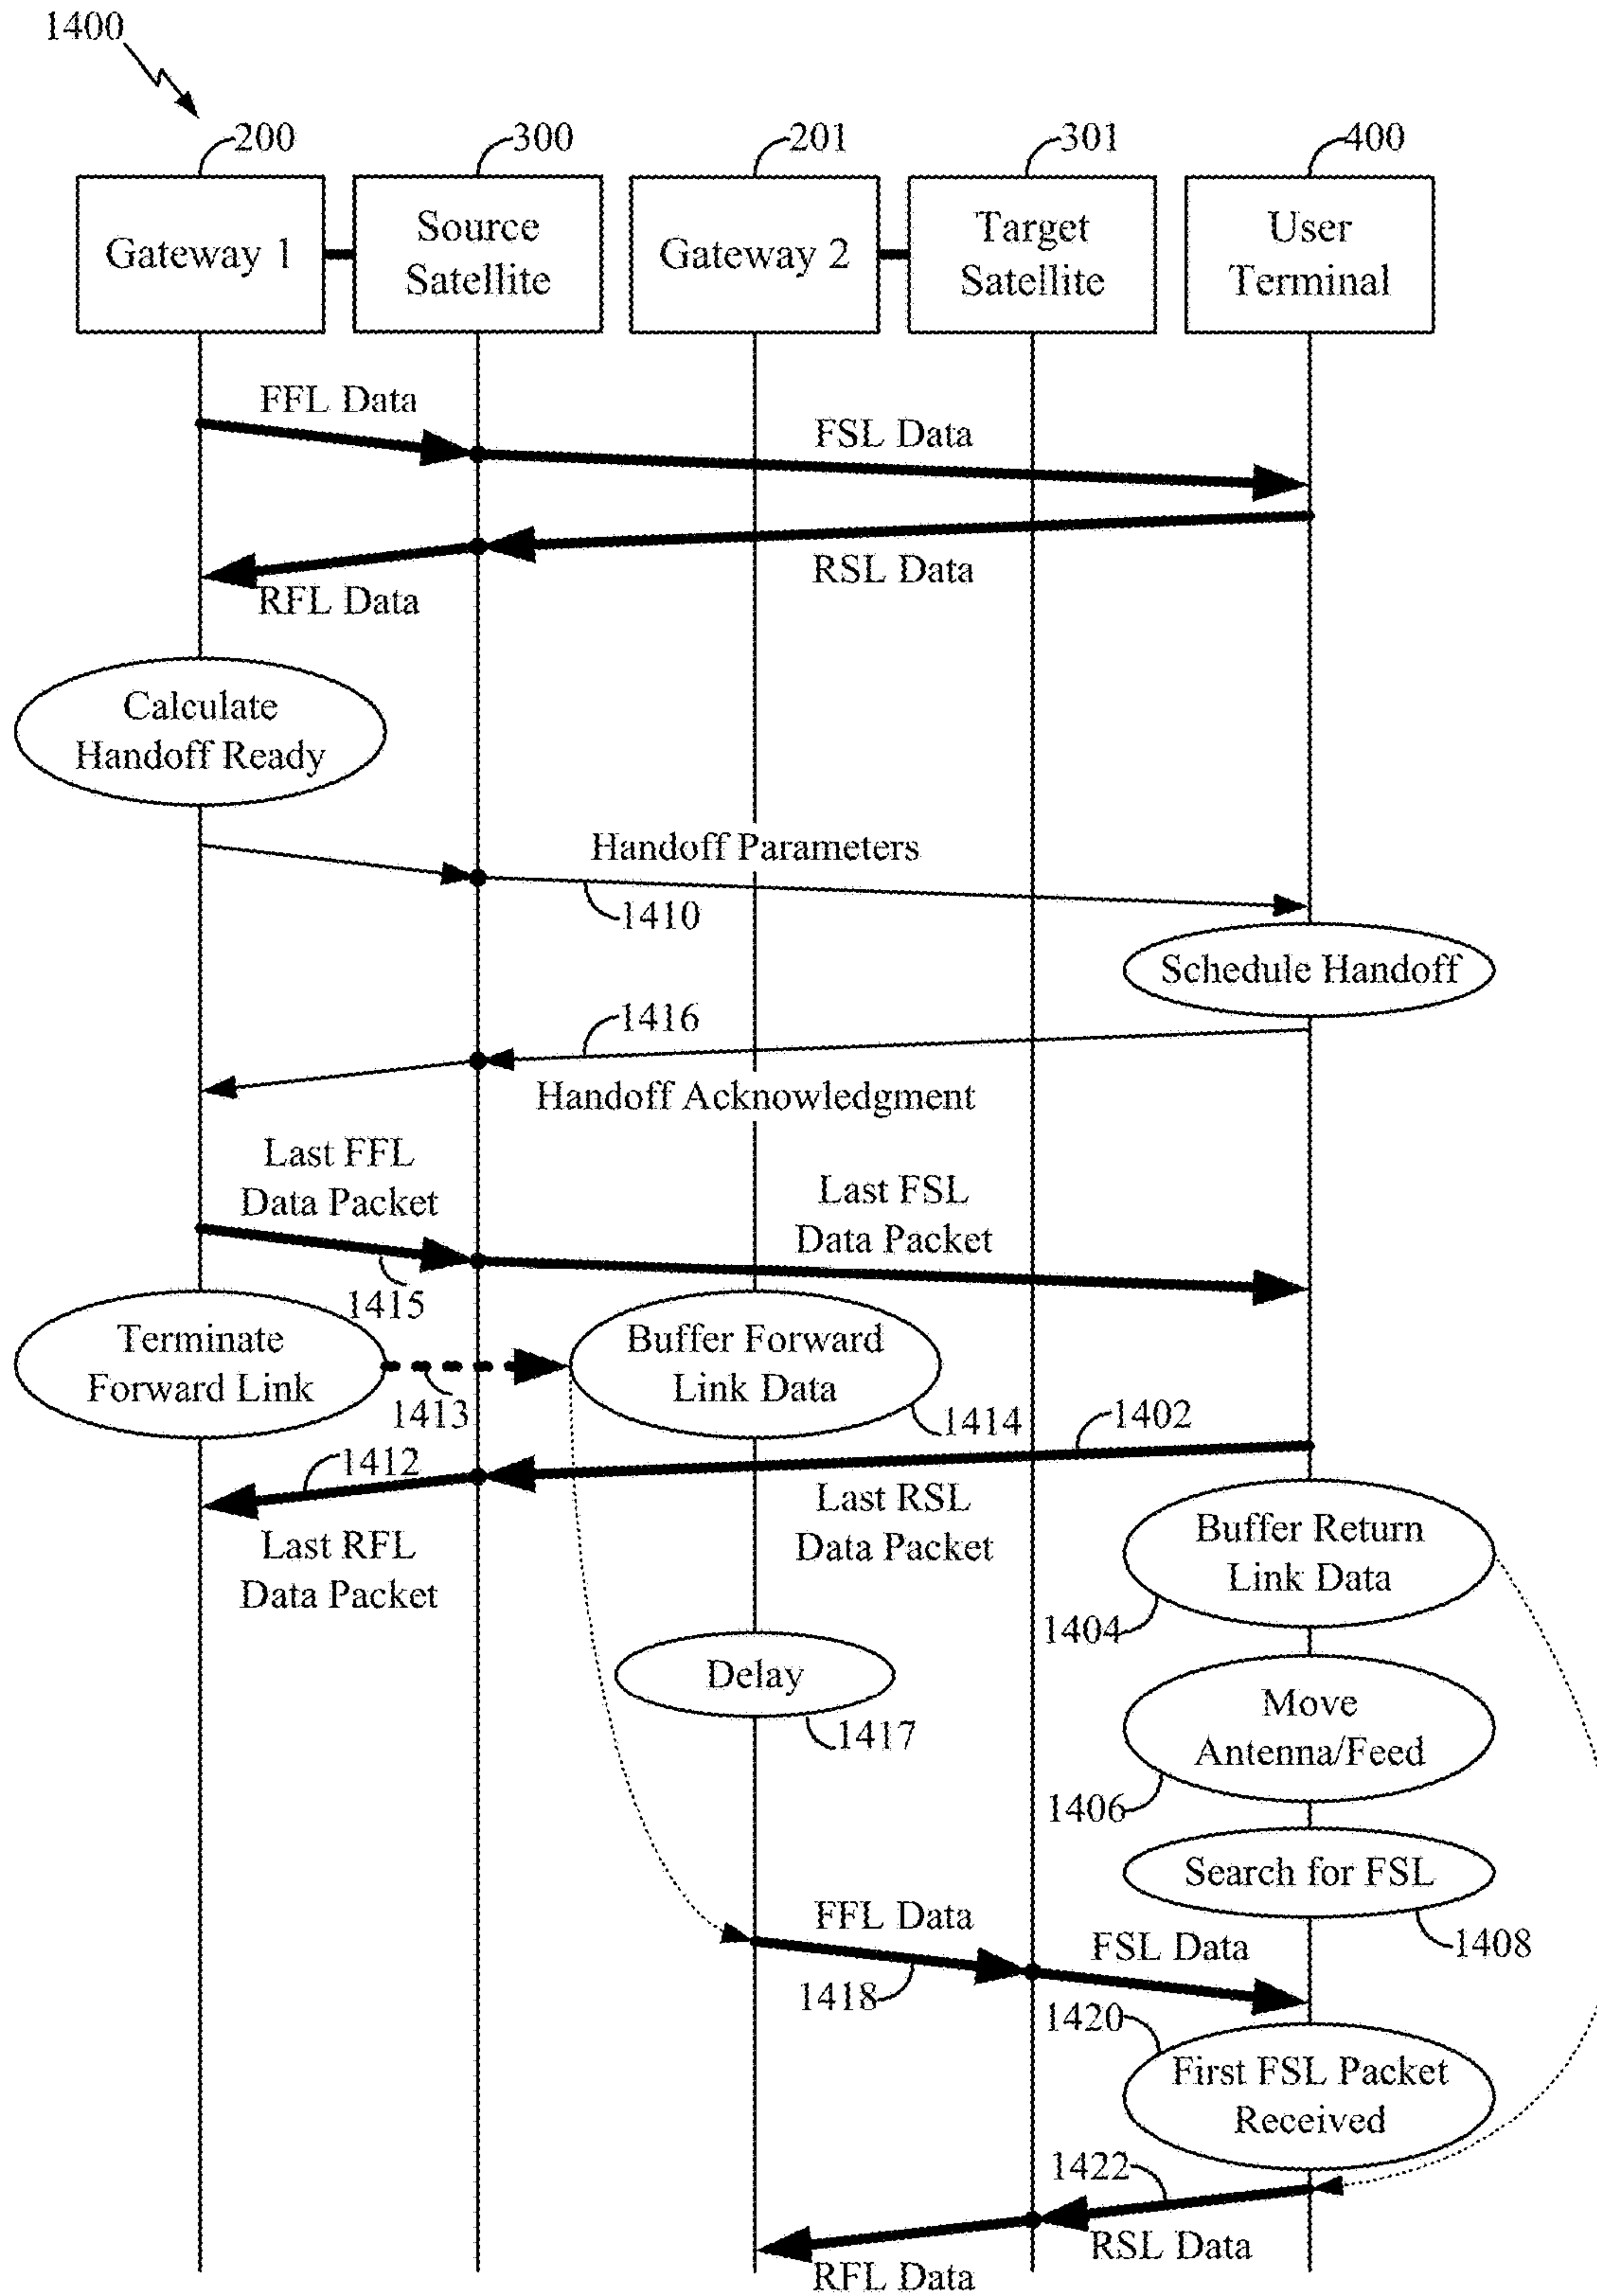 1400
200
300
201
301
400
Gateway 1
Source
Satellite
Gateway 2
Target
Satellite
User
Terminal
FFL Data
FSL Data
RSL Data
RFL Data
Calculate
Handoff Ready
Handoff Parameters
1410
Schedule Handoff
1416
Handoff Acknowledgment
Last FFL
Data Packet
Last FSL
Data Packet
1415
Terminate
Forward Link
1413
Buffer Forward
Link Data
1414
1402
1412
Last RSL
Data Packet
Last RFL
Data Packet
Buffer Return
Link Data
1404
Delay
1417
Move
Antenna/Feed
1406
Search for FSL
1408
FFL Data
FSL Data
1418
1420
First FSL Packet
Received
1422
RSL Data
RFL Data